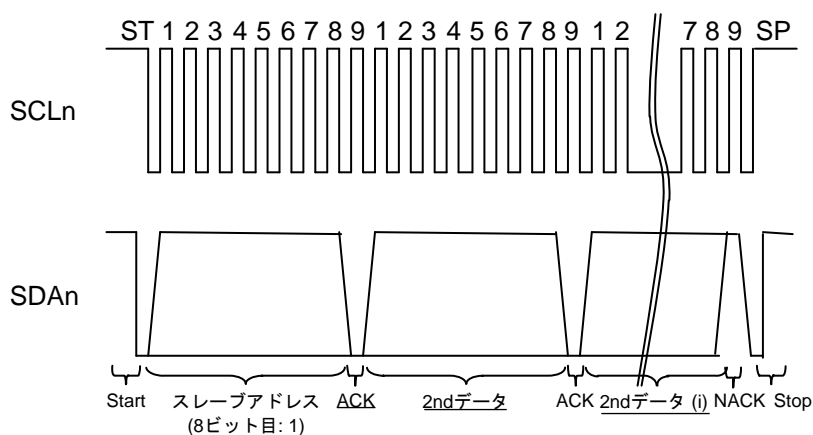 ST 1 2 3 4 5 6 7 8 9 1 2 3 4 5 6 7 8 9 1 2 7 8 9 SP
SCLn
SDAn
Start スレーブアドレス ACK 2ndデータ ACK 2ndデータ (i) NACK Stop
(8ビット目: 1)